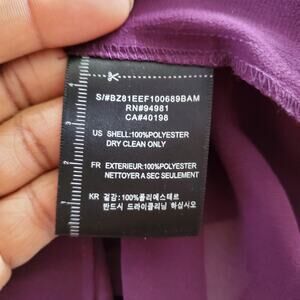 S/#BZ81EEF100689BAM
RN#94981
CA#40198
US SHELL:100%POLYESTER
DRY CLEAN ONLY
FR EXTERIEUR:100%POLYESTER
NETTOYER A SEC SEULEMENT
KR 겉감: 100%폴리에스테르
반드시 드라이클리닝 하십시오